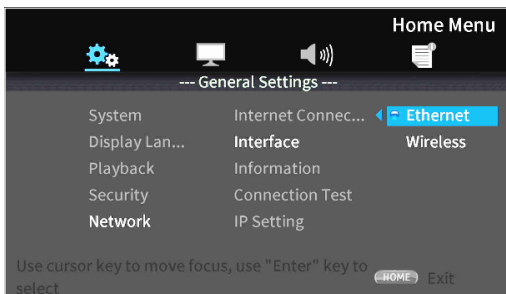 Home Menu
--- General Settings ---
System Internet Connec... Ethernet
Display Lan... Interface Wireless
Playback Information
Security Connection Test
Network IP Setting
Use cursor key to move focus, use "Enter" key to
select
HOME Exit